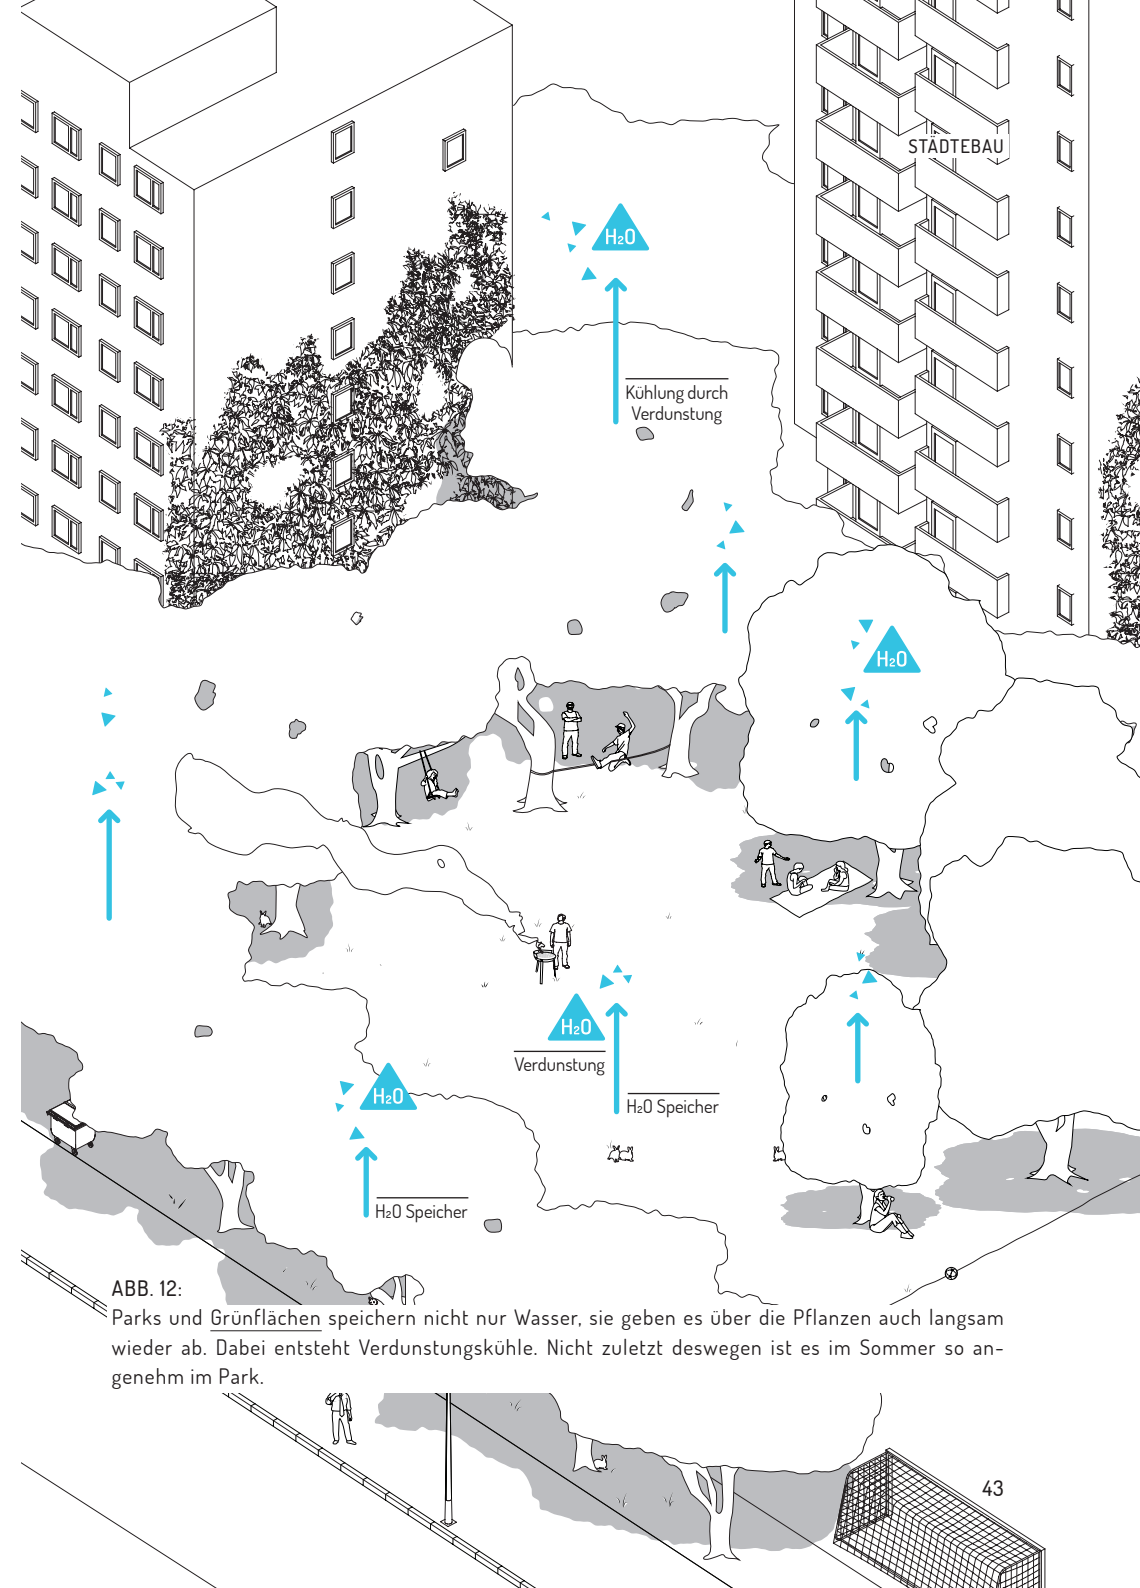 STÄDTEBAU
H₂O
Kühlung durch
Verdunstung
H₂O
H₂O
Verdunstung
H₂O Speicher
H₂O
H₂O Speicher
ABB. 12:
Parks und Grünflächen speichern nicht nur Wasser, sie geben es über die Pflanzen auch langsam
wieder ab. Dabei entsteht Verdunstungskühle. Nicht zuletzt deswegen ist es im Sommer so an-
genehm im Park.
43